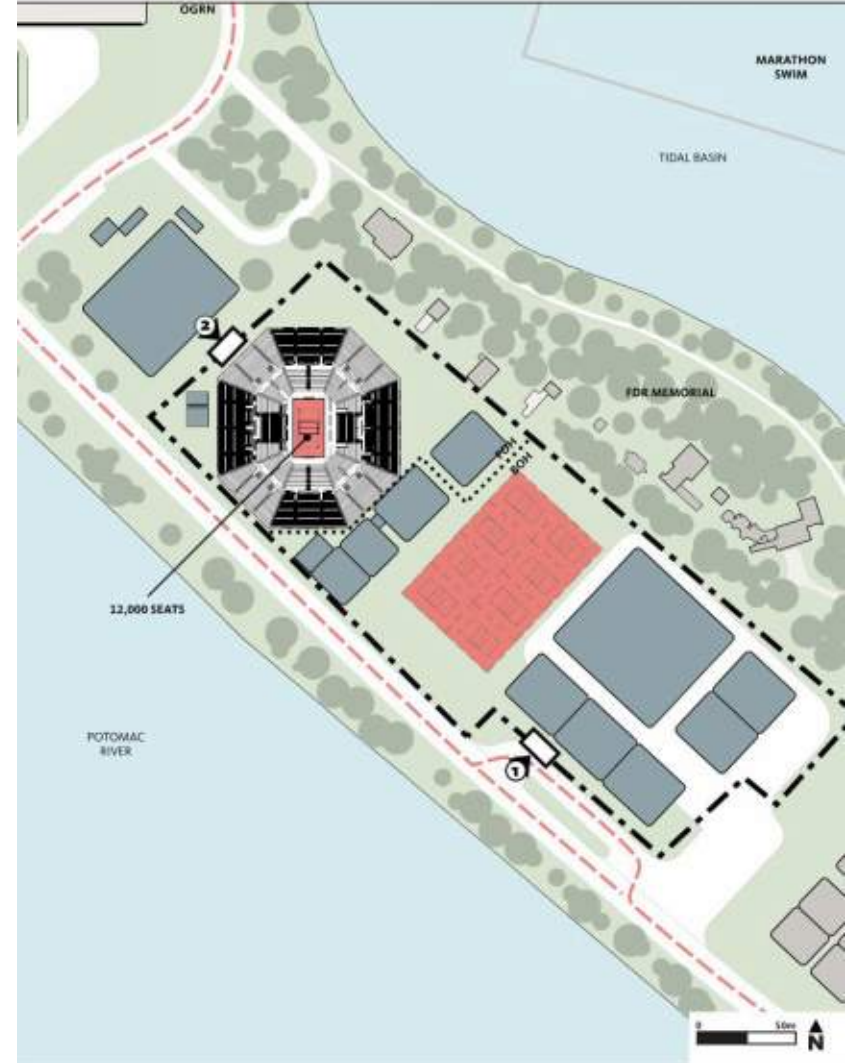 OGRN
MARATHON
SWIM
TIDAL BASIN
2
FDR MEMORIAL
FOH
BOH
12,000 SEATS
POTOMAC
RIVER
1
0 50m
N